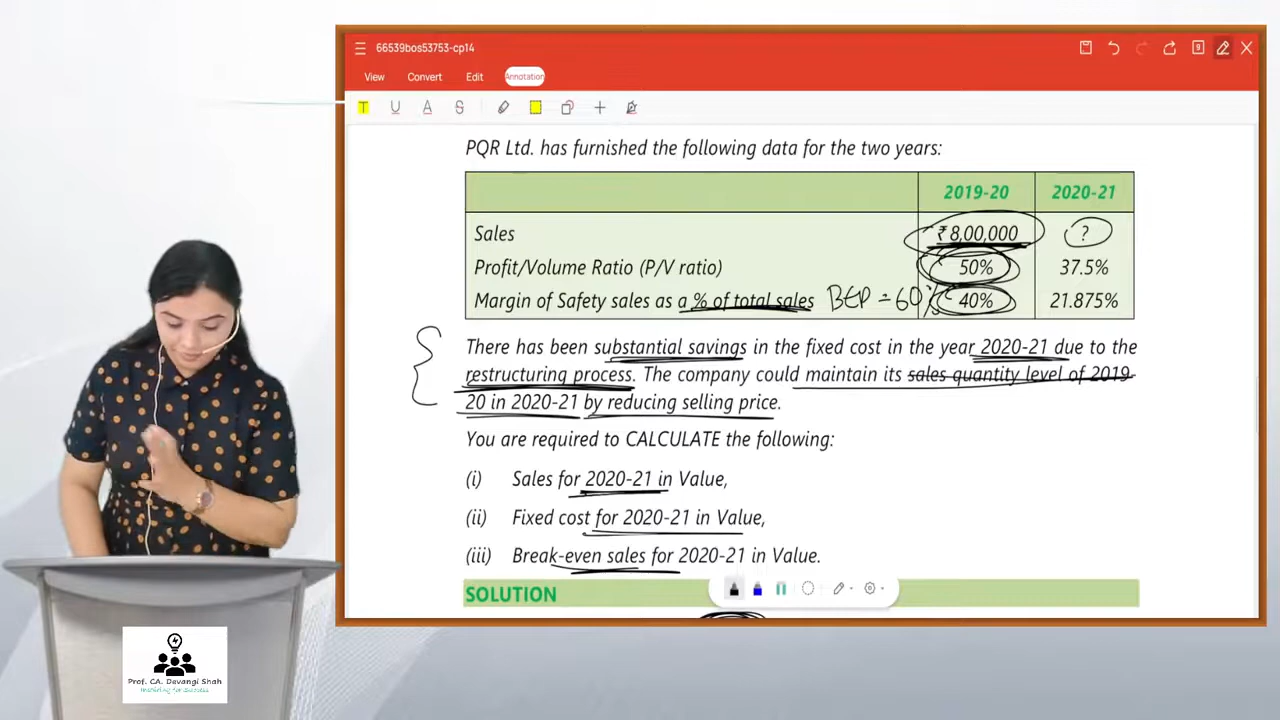 66539bos53753-cp14
View Convert Edit Annotation
PQR Ltd. has furnished the following data for the two years:
2019-20 2020-21
Sales ₹ 8,00,000 ?
Profit/Volume Ratio (P/V ratio) 50% 37.5%
Margin of Safety sales as a % of total sales BEP = 60% 40% 21.875%
There has been substantial savings in the fixed cost in the year 2020-21 due to the
restructuring process. The company could maintain its sales quantity level of 2019-
20 in 2020-21 by reducing selling price.
You are required to CALCULATE the following:
(i) Sales for 2020-21 in Value,
(ii) Fixed cost for 2020-21 in Value,
(iii) Break-even sales for 2020-21 in Value.
SOLUTION
Prof. CA. Devangi Shah
Inspiring for Success